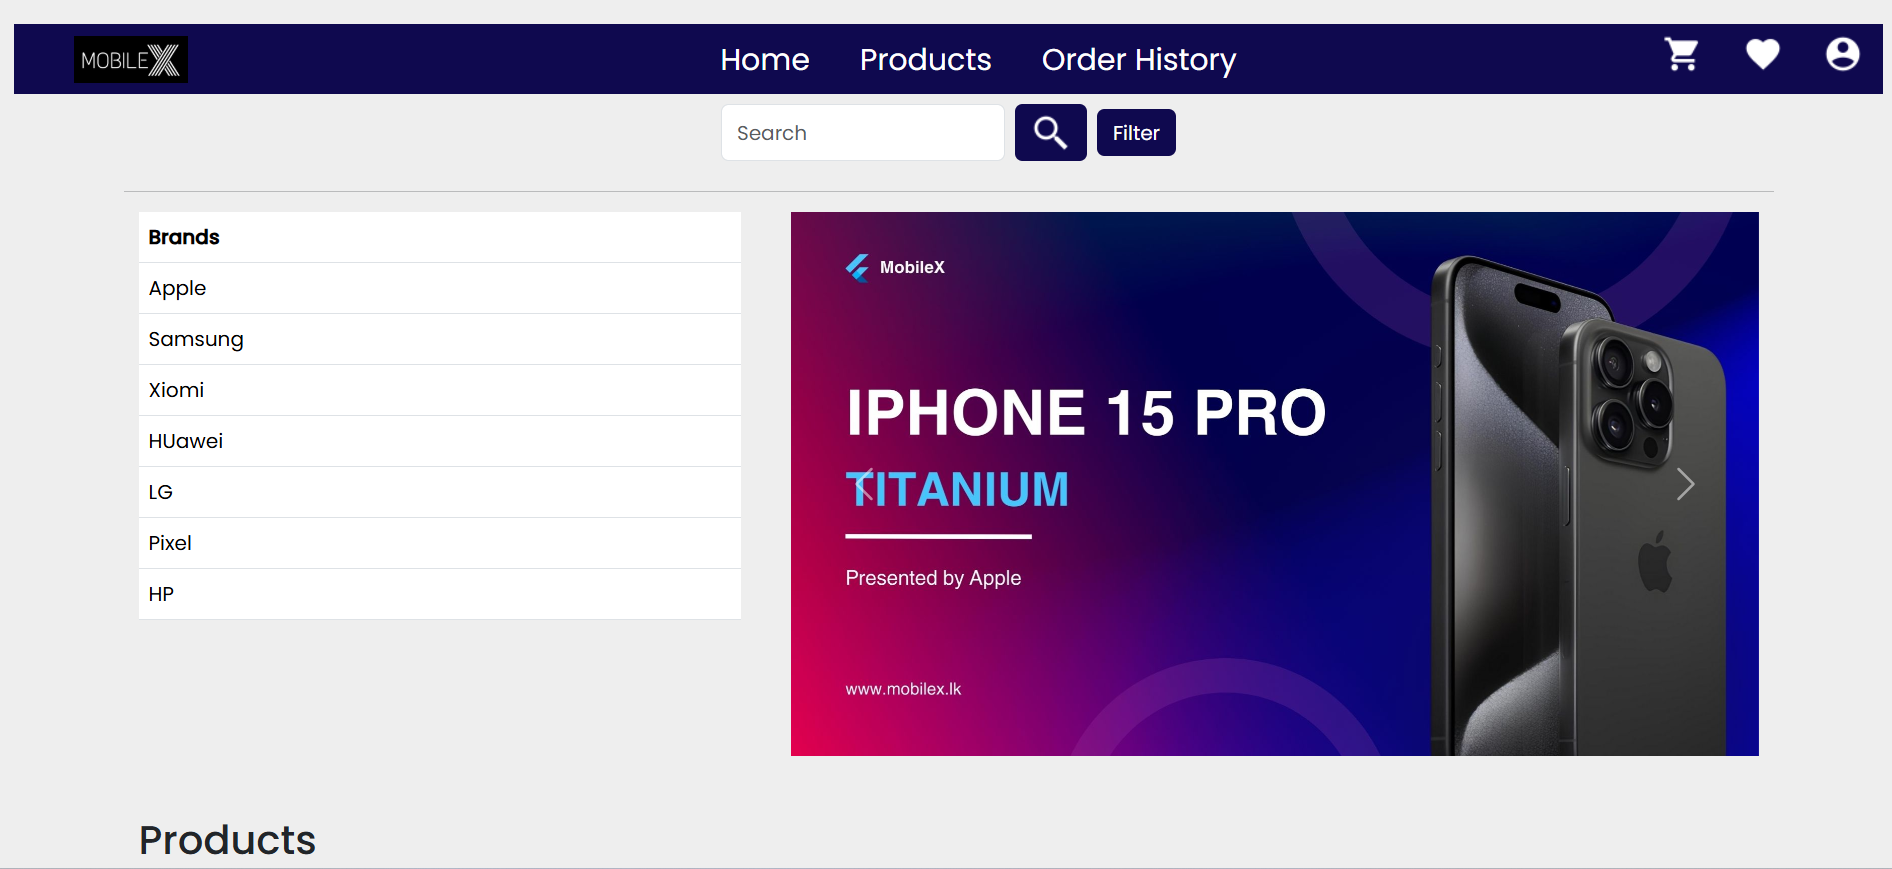 MOBILEX
Home Products Order History
Search Filter
Brands
Apple
Samsung
Xiomi
HUawei
LG
Pixel
HP
MobileX
IPHONE 15 PRO
TITANIUM
Presented by Apple
www.mobilex.lk
Products